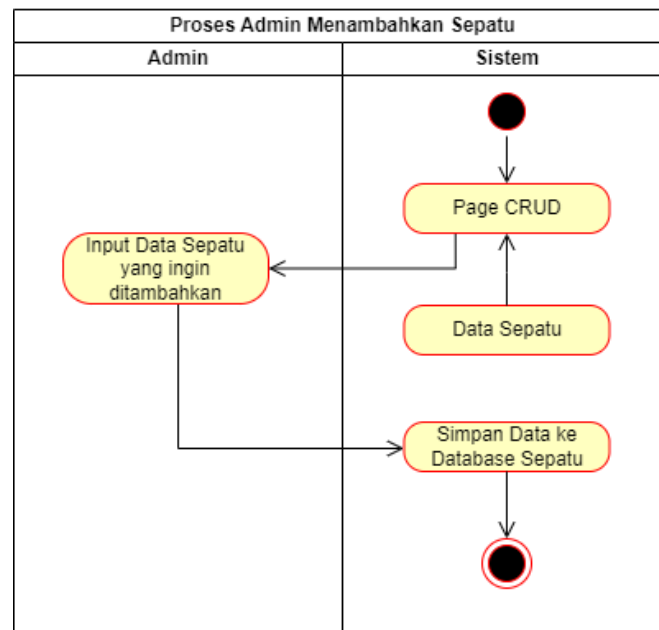 Proses Admin Menambahkan Sepatu
Admin
Sistem
Page CRUD
Input Data Sepatu
yang ingin
ditambahkan
Data Sepatu
Simpan Data ke
Database Sepatu